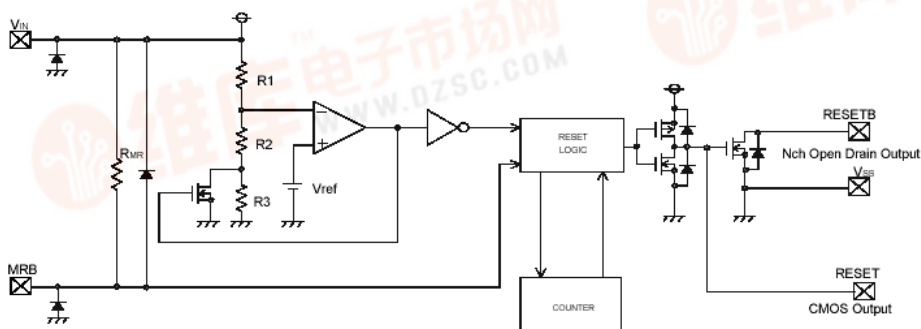 VIN
TM
维库电子市场网
WWW.DZSC.COM
R1
R2
R3
RMR
Vref
RESET
LOGIC
RESETB
Nch Open Drain Output
VSS
MRB
COUNTER
RESET
CMOS Output